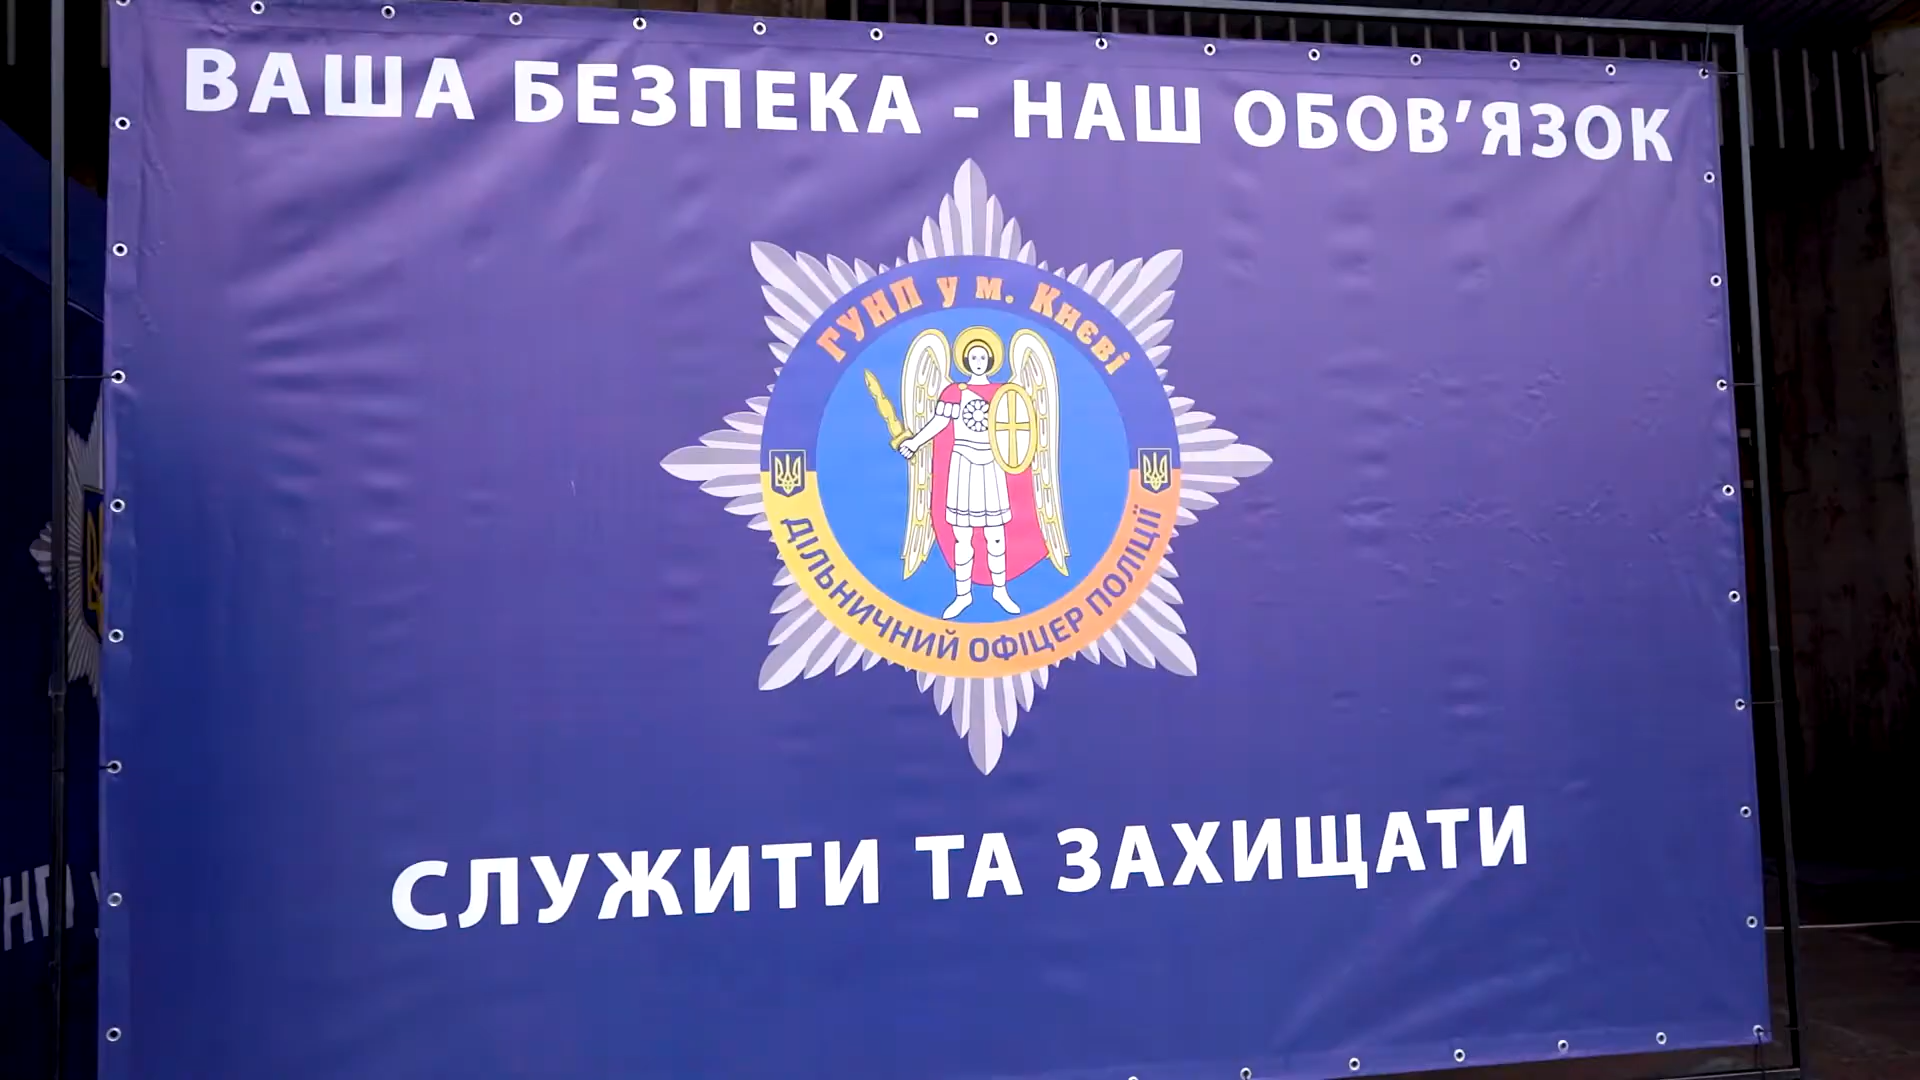 ВАША БЕЗПЕКА - НАШ ОБОВ’ЯЗОК
ГУНП у м. Києві
ДІЛЬНИЧНИЙ ОФІЦЕР ПОЛІЦІЇ
СЛУЖИТИ ТА ЗАХИЩАТИ